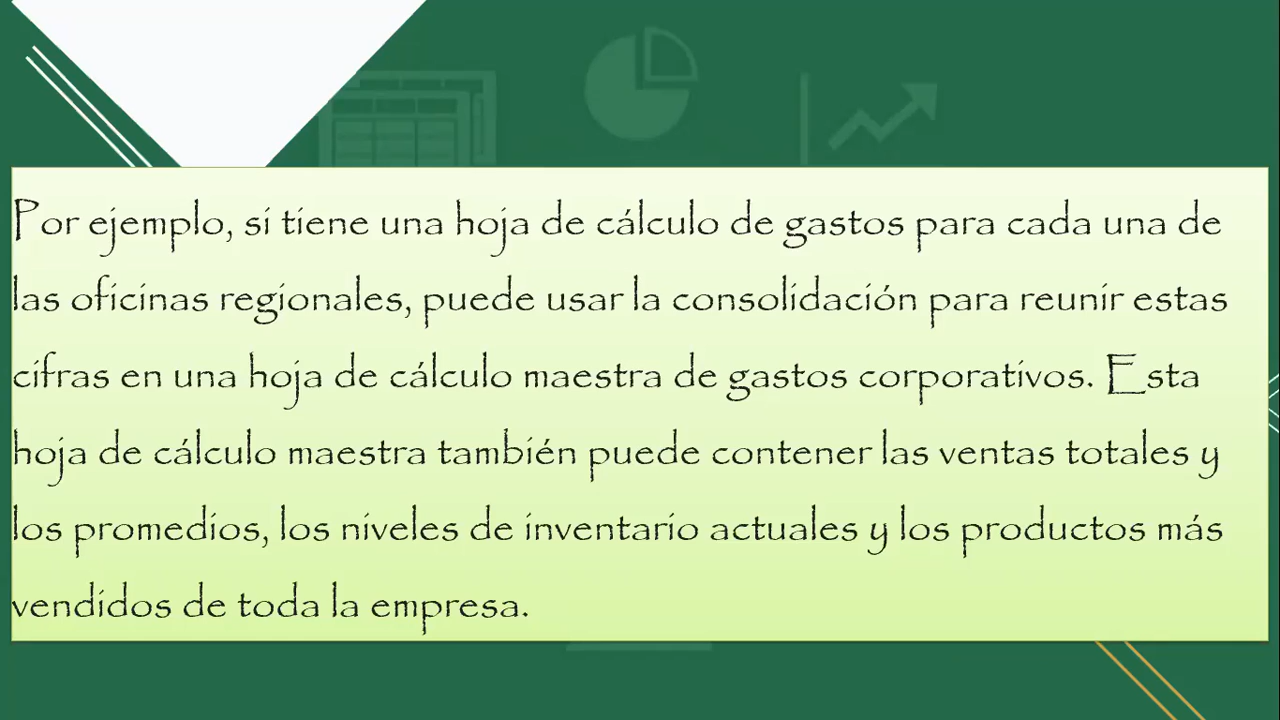 Por ejemplo, si tiene una hoja de cálculo de gastos para cada una de
las oficinas regionales, puede usar la consolidación para reunir estas
cifras en una hoja de cálculo maestra de gastos corporativos. Esta
hoja de cálculo maestra también puede contener las ventas totales y
los promedios, los niveles de inventario actuales y los productos más
vendidos de toda la empresa.